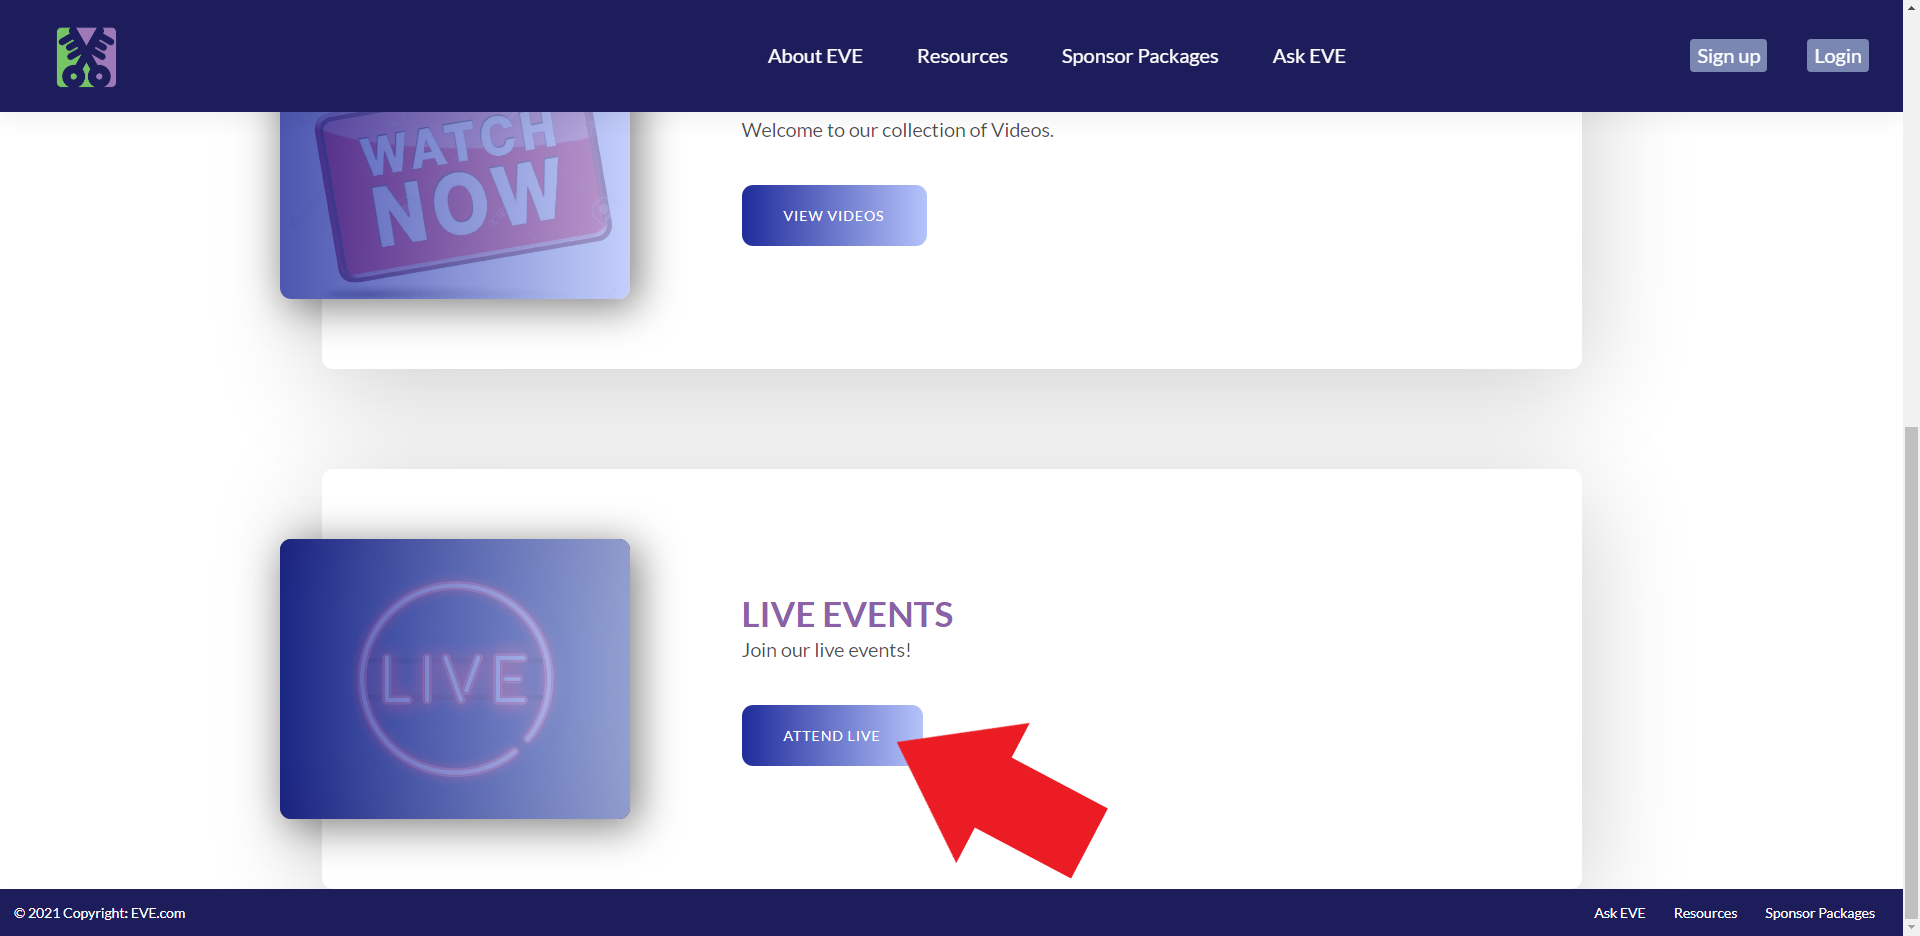 About EVE
Resources
Sponsor Packages
Ask EVE
Sign up
Login
WATCH
NOW
Welcome to our collection of Videos.
VIEW VIDEOS
LIVE
LIVE EVENTS
Join our live events!
ATTEND LIVE
© 2021 Copyright: EVE.com
Ask EVE
Resources
Sponsor Packages